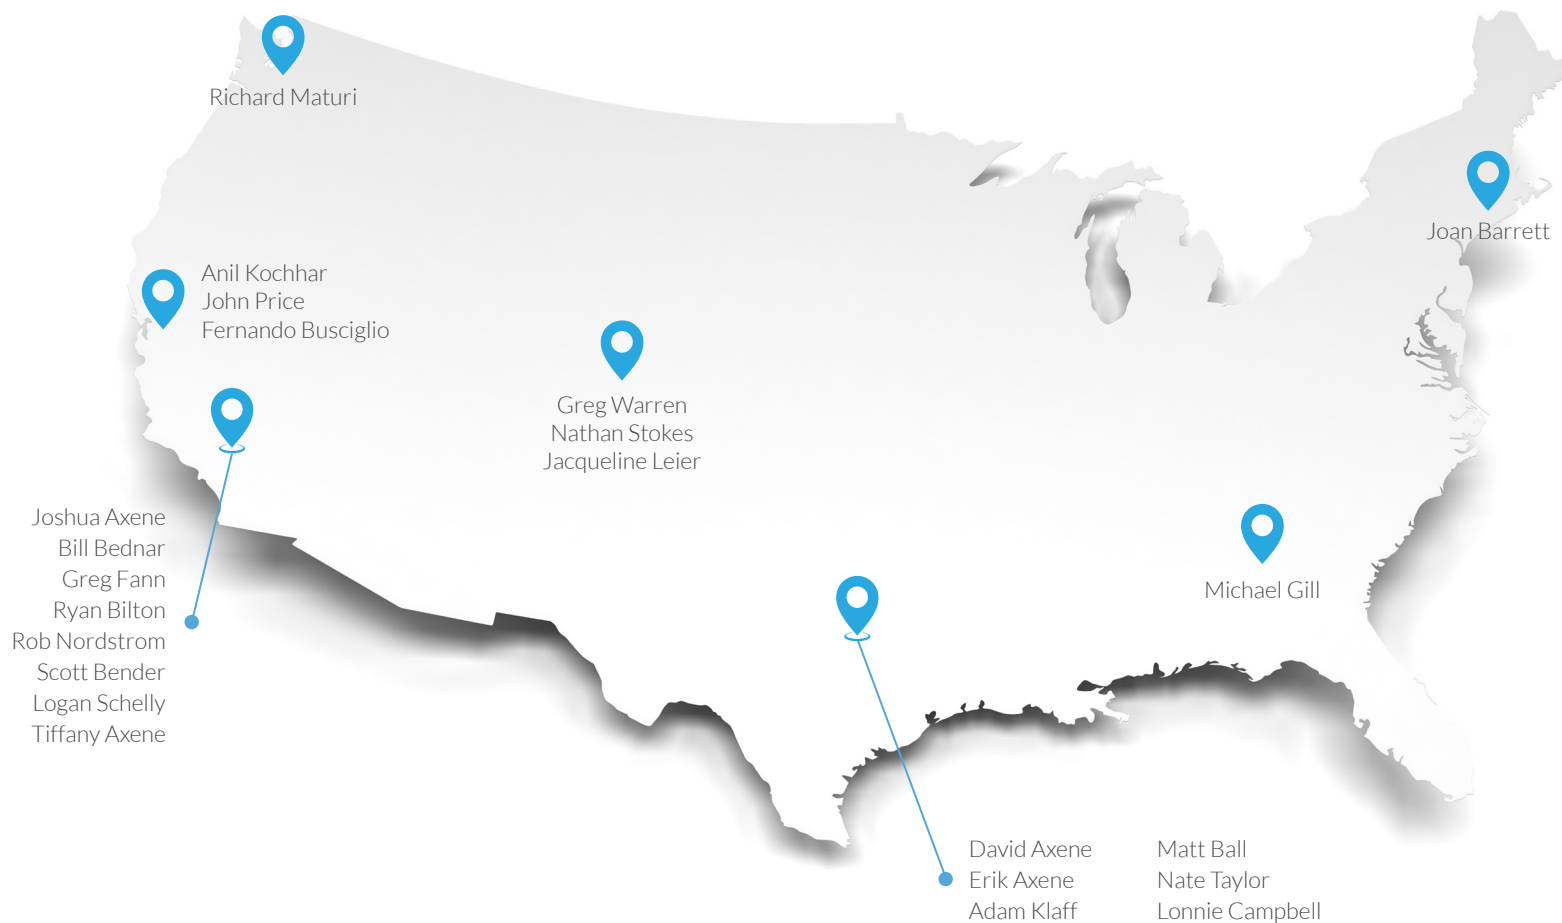 Richard Maturi
Joan Barrett
Anil Kochhar
John Price
Fernando Busciglio
Greg Warren
Nathan Stokes
Jacqueline Leier
Joshua Axene
Bill Bednar
Greg Fann
Ryan Bilton
Rob Nordstrom
Scott Bender
Logan Schelly
Tiffany Axene
Michael Gill
David Axene
Erik Axene
Adam Klaff
Matt Ball
Nate Taylor
Lonnie Campbell